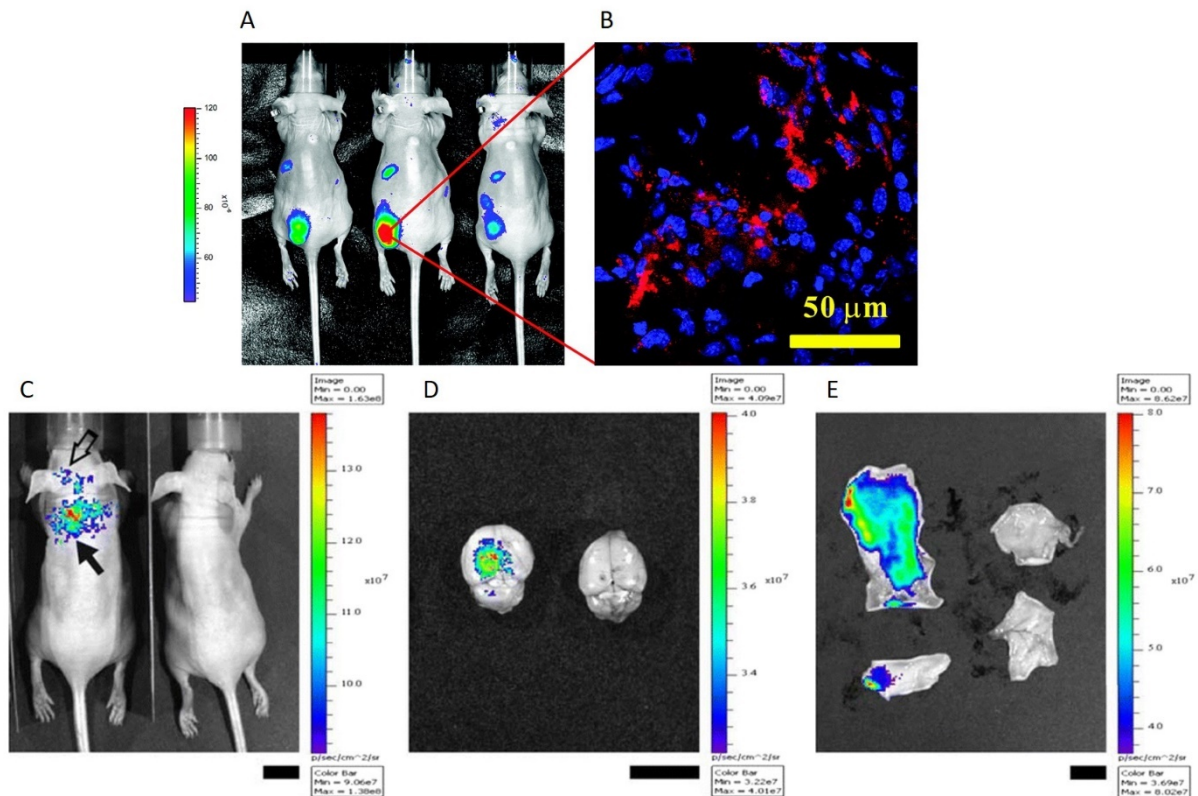 A
B
120
100
80
60
x10⁴
50 µm
C
Image
Min = 0.00
Max = 1.63e8
13.0
12.0
11.0
x10⁷
10.0
p/sec/cm^2/sr
Color Bar
Min = 9.06e7
Max = 1.38e8
D
Image
Min = 0.00
Max = 4.09e7
4.0
3.8
3.6
x10⁷
3.4
p/sec/cm^2/sr
Color Bar
Min = 3.22e7
Max = 4.01e7
E
Image
Min = 0.00
Max = 8.62e7
8.0
7.0
6.0
x10⁷
5.0
4.0
p/sec/cm^2/sr
Color Bar
Min = 3.69e7
Max = 8.02e7